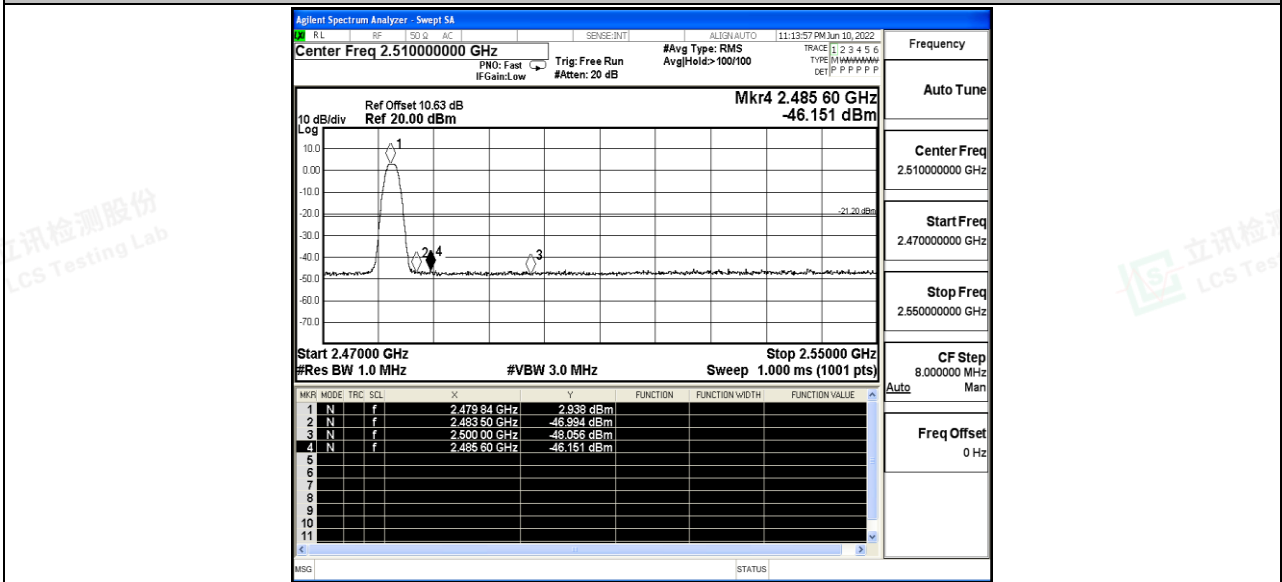 Agilent Spectrum Analyzer - Swept SA
RL RF 50 Ω AC SENSE:INT ALIGN AUTO 11:13:57 PM Jun 10, 2022
Center Freq 2.510000000 GHz
PNO: Fast
IFGain:Low
Trig: Free Run
#Atten: 20 dB
#Avg Type: RMS
Avg|Hold:> 100/100
TRACE 1 2 3 4 5 6
TYPE M W W W W W
DET P P P P P P
Ref Offset 10.63 dB
Ref 20.00 dBm
10 dB/div
Log
Mkr4 2.485 60 GHz
-46.151 dBm
10.0
0.00
-10.0
-20.0
-30.0
-40.0
-50.0
-60.0
-70.0
1
2
4
3
-21.20 dBm
Start 2.47000 GHz
Stop 2.55000 GHz
#Res BW 1.0 MHz
#VBW 3.0 MHz
Sweep 1.000 ms (1001 pts)
MKR MODE TRC SCL X Y FUNCTION FUNCTION WIDTH FUNCTION VALUE
1 N f 2.479 84 GHz 2.938 dBm
2 N f 2.483 50 GHz -46.994 dBm
3 N f 2.500 00 GHz -48.056 dBm
4 N f 2.485 60 GHz -46.151 dBm
5
6
7
8
9
10
11
MSG STATUS
Frequency
Auto Tune
Center Freq
2.510000000 GHz
Start Freq
2.470000000 GHz
Stop Freq
2.550000000 GHz
CF Step
8.000000 MHz
Auto Man
Freq Offset
0 Hz
立讯检测股份
LCS Testing Lab
LCS
立讯检
LCS Tes